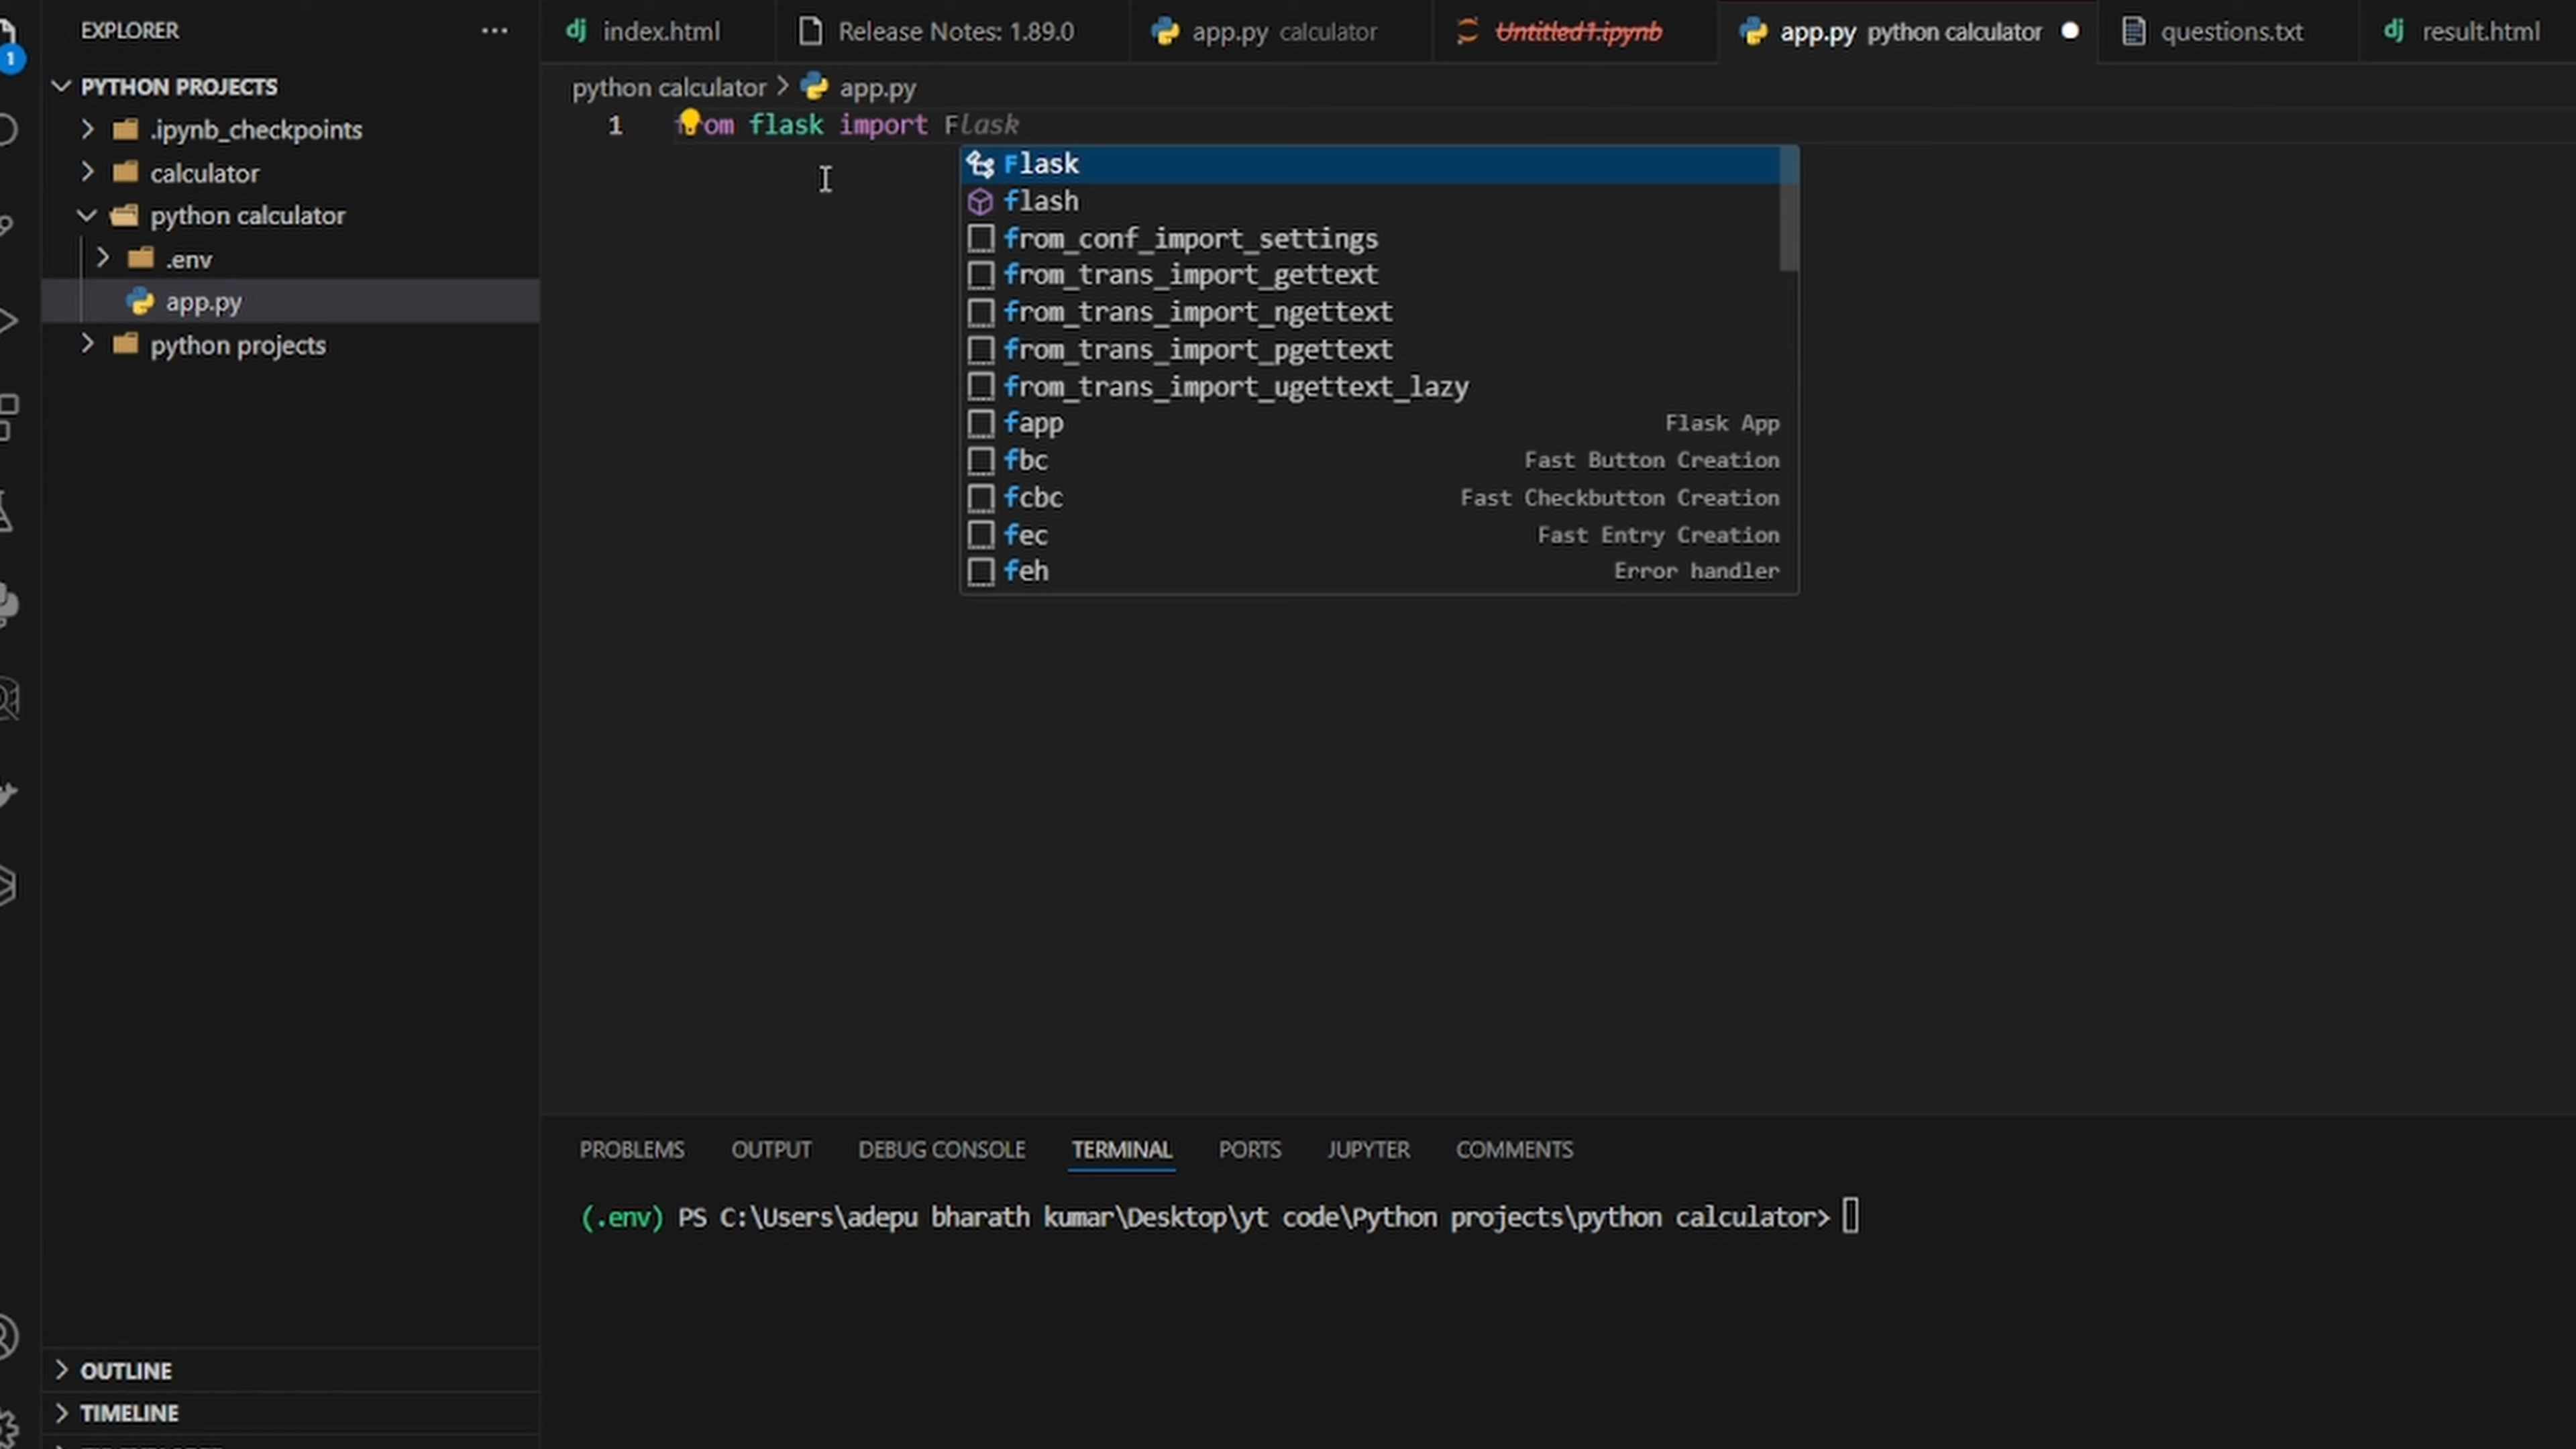 EXPLORER
1
PYTHON PROJECTS
.ipynb_checkpoints
calculator
python calculator
.env
app.py
python projects
OUTLINE
TIMELINE
index.html
Release Notes: 1.89.0
app.py calculator
Untitled1.ipynb
app.py python calculator
questions.txt
result.html
python calculator > app.py
1 from flask import Flask
Flask
flash
from_conf_import_settings
from_trans_import_gettext
from_trans_import_ngettext
from_trans_import_pgettext
from_trans_import_ugettext_lazy
fapp Flask App
fbc Fast Button Creation
fcbc Fast Checkbutton Creation
fec Fast Entry Creation
feh Error handler
PROBLEMS OUTPUT DEBUG CONSOLE TERMINAL PORTS JUPYTER COMMENTS
(.env) PS C:\Users\adepu bharath kumar\Desktop\yt code\Python projects\python calculator>